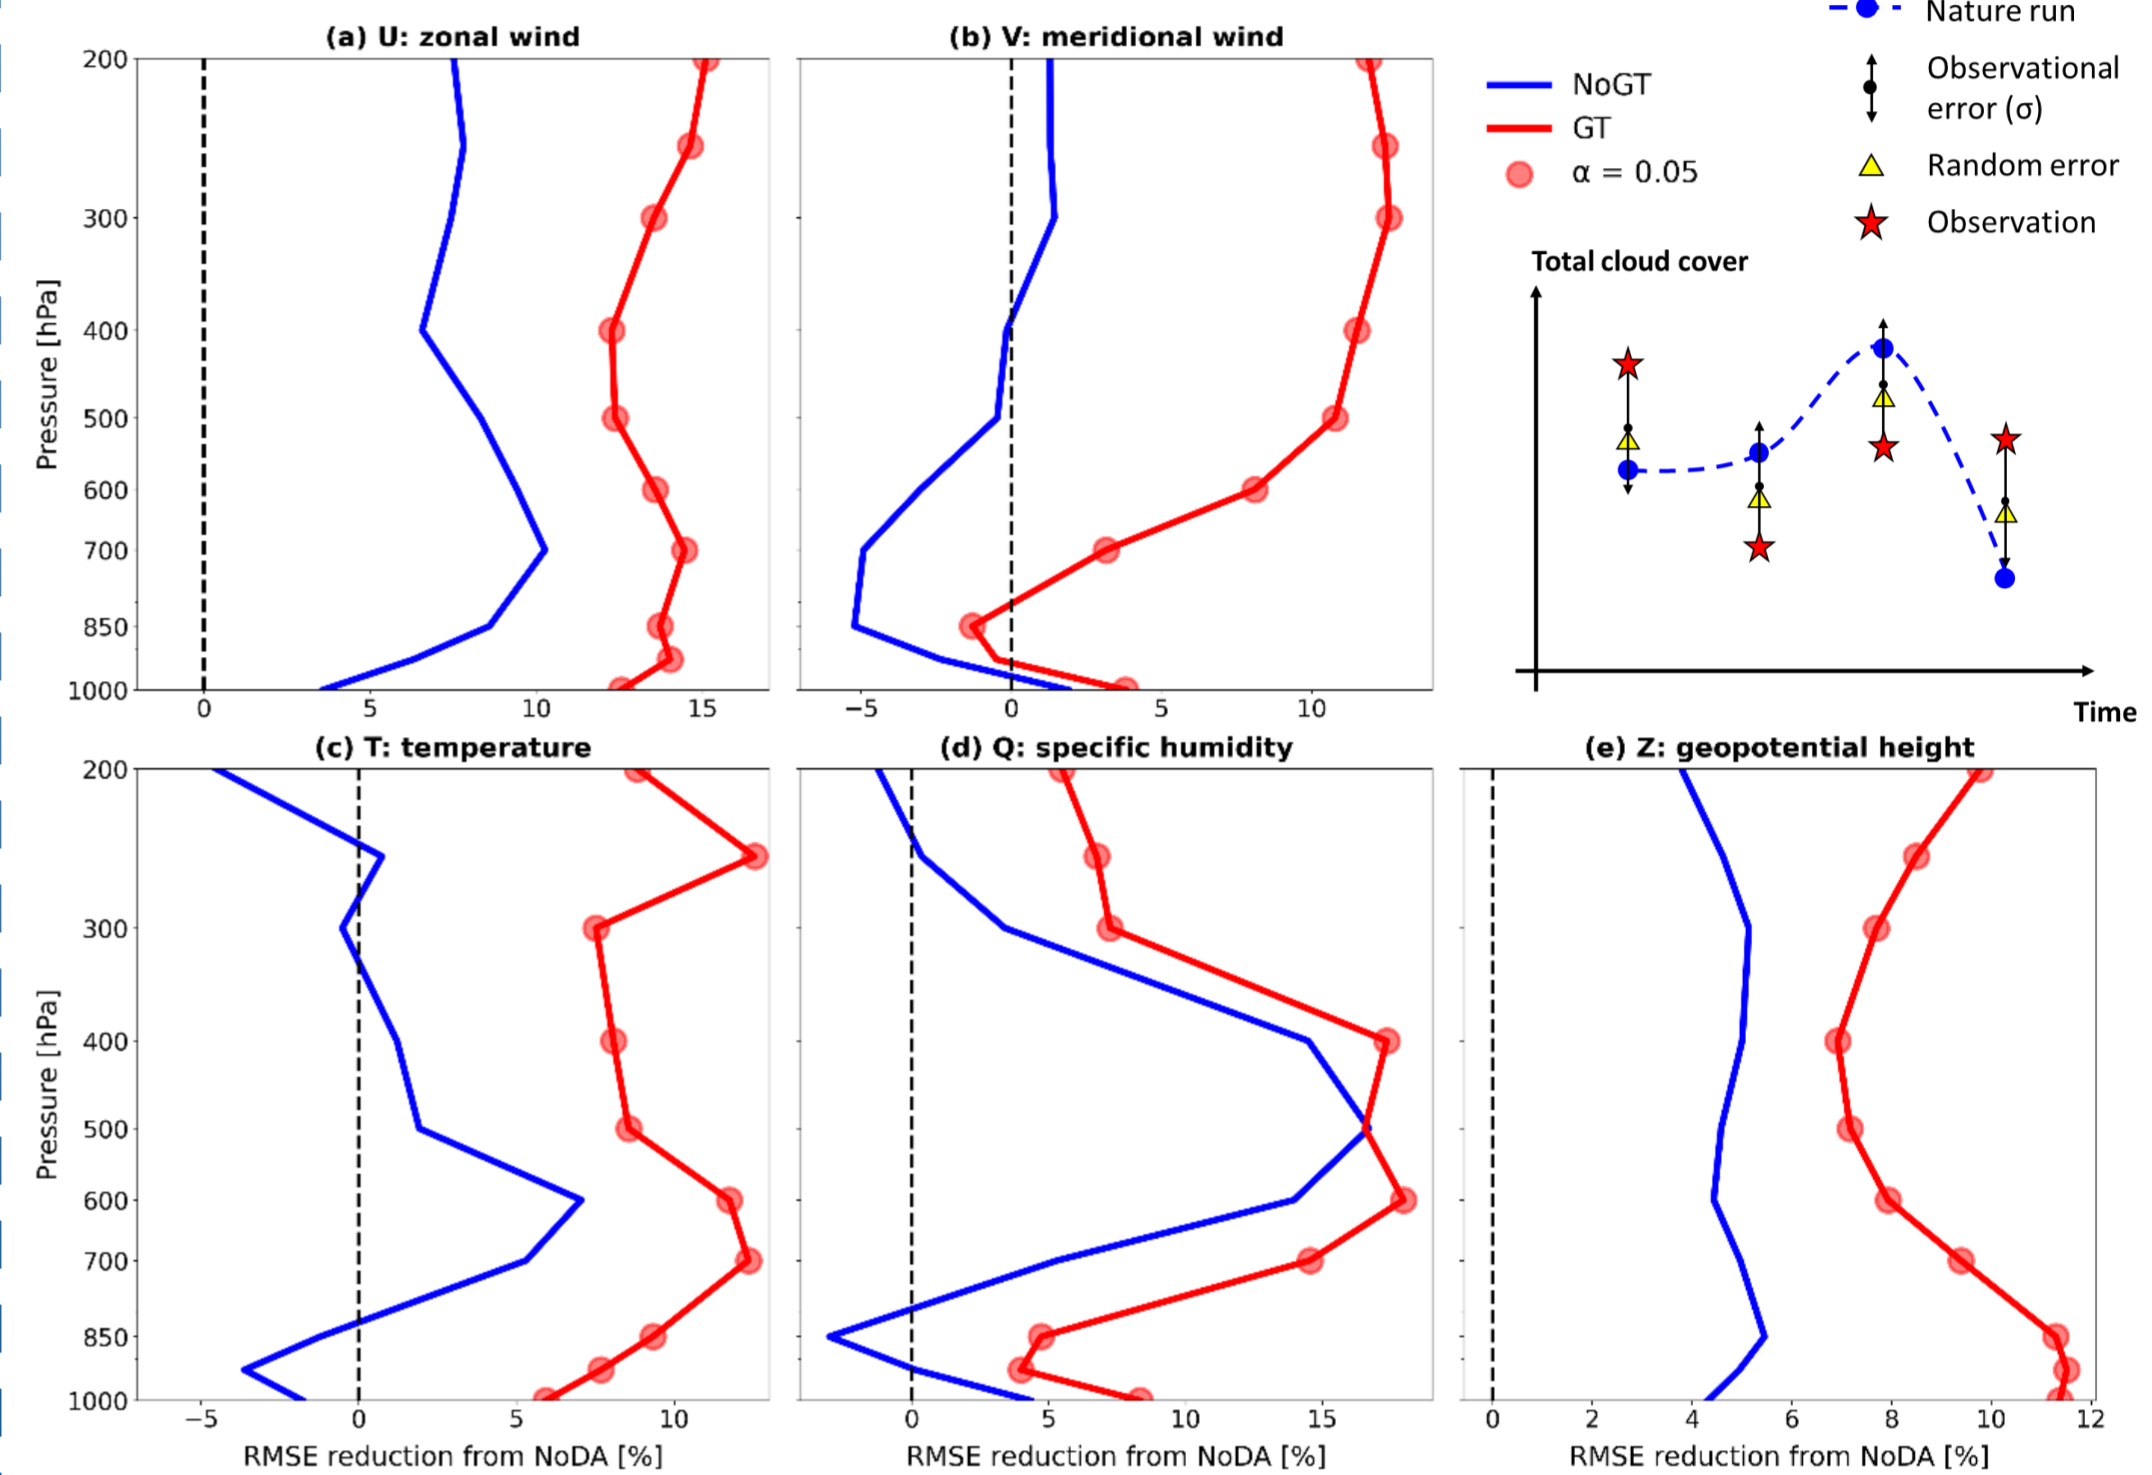 (a) U: zonal wind
200
300
400
500
600
700
850
1000
Pressure [hPa]
0
5
10
15
(b) V: meridional wind
−5
0
5
10
NoGT
GT
α = 0.05
Nature run
Observational
error (σ)
Random error
Observation
Total cloud cover
Time
(c) T: temperature
200
300
400
500
600
700
850
1000
Pressure [hPa]
−5
0
5
10
RMSE reduction from NoDA [%]
(d) Q: specific humidity
0
5
10
15
RMSE reduction from NoDA [%]
(e) Z: geopotential height
0
2
4
6
8
10
12
RMSE reduction from NoDA [%]